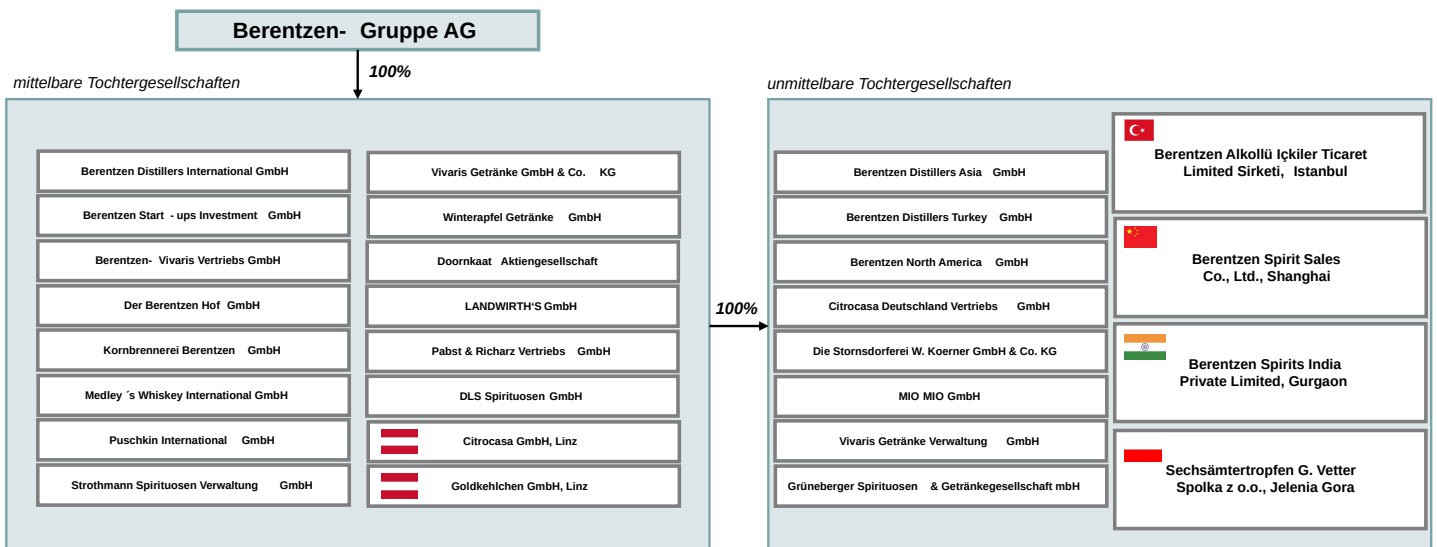 Berentzen- Gruppe AG
100%
mittelbare Tochtergesellschaften
Berentzen Distillers International GmbH
Berentzen Start - ups Investment GmbH
Berentzen- Vivaris Vertriebs GmbH
Der Berentzen Hof GmbH
Kornbrennerei Berentzen GmbH
Medley ´s Whiskey International GmbH
Puschkin International GmbH
Strothmann Spirituosen Verwaltung GmbH
Vivaris Getränke GmbH & Co. KG
Winterapfel Getränke GmbH
Doornkaat Aktiengesellschaft
LANDWIRTH‘S GmbH
Pabst & Richarz Vertriebs GmbH
DLS Spirituosen GmbH
Citrocasa GmbH, Linz
Goldkehlchen GmbH, Linz
100%
unmittelbare Tochtergesellschaften
Berentzen Distillers Asia GmbH
Berentzen Distillers Turkey GmbH
Berentzen North America GmbH
Citrocasa Deutschland Vertriebs GmbH
Die Stornsdorferei W. Koerner GmbH & Co. KG
MIO MIO GmbH
Vivaris Getränke Verwaltung GmbH
Grüneberger Spirituosen & Getränkegesellschaft mbH
Berentzen Alkollü Içkiler Ticaret
Limited Sirketi, Istanbul
Berentzen Spirit Sales
Co., Ltd., Shanghai
Berentzen Spirits India
Private Limited, Gurgaon
Sechsämtertropfen G. Vetter
Spolka z o.o., Jelenia Gora